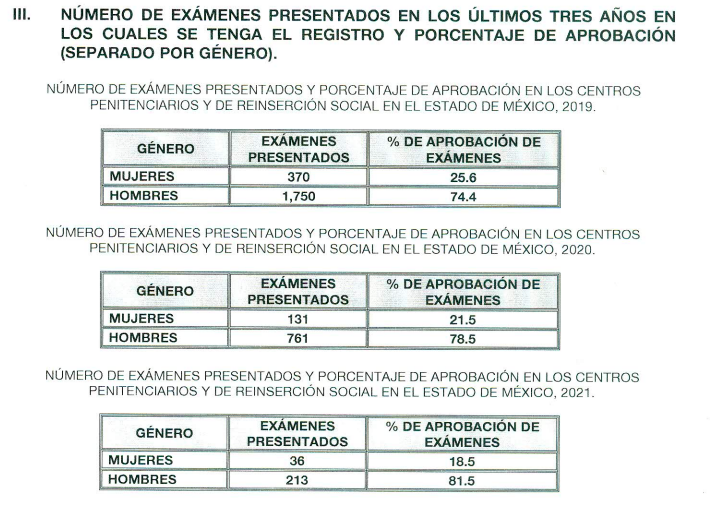 III. NÚMERO DE EXÁMENES PRESENTADOS EN LOS ÚLTIMOS TRES AÑOS EN
LOS CUALES SE TENGA EL REGISTRO Y PORCENTAJE DE APROBACIÓN
(SEPARADO POR GÉNERO).
NÚMERO DE EXÁMENES PRESENTADOS Y PORCENTAJE DE APROBACIÓN EN LOS CENTROS
PENITENCIARIOS Y DE REINSERCIÓN SOCIAL EN EL ESTADO DE MÉXICO, 2019.
GÉNERO EXÁMENES PRESENTADOS % DE APROBACIÓN DE EXÁMENES
MUJERES 370 25.6
HOMBRES 1,750 74.4
NÚMERO DE EXÁMENES PRESENTADOS Y PORCENTAJE DE APROBACIÓN EN LOS CENTROS
PENITENCIARIOS Y DE REINSERCIÓN SOCIAL EN EL ESTADO DE MÉXICO, 2020.
GÉNERO EXÁMENES PRESENTADOS % DE APROBACIÓN DE EXÁMENES
MUJERES 131 21.5
HOMBRES 761 78.5
NÚMERO DE EXÁMENES PRESENTADOS Y PORCENTAJE DE APROBACIÓN EN LOS CENTROS
PENITENCIARIOS Y DE REINSERCIÓN SOCIAL EN EL ESTADO DE MÉXICO, 2021.
GÉNERO EXÁMENES PRESENTADOS % DE APROBACIÓN DE EXÁMENES
MUJERES 36 18.5
HOMBRES 213 81.5